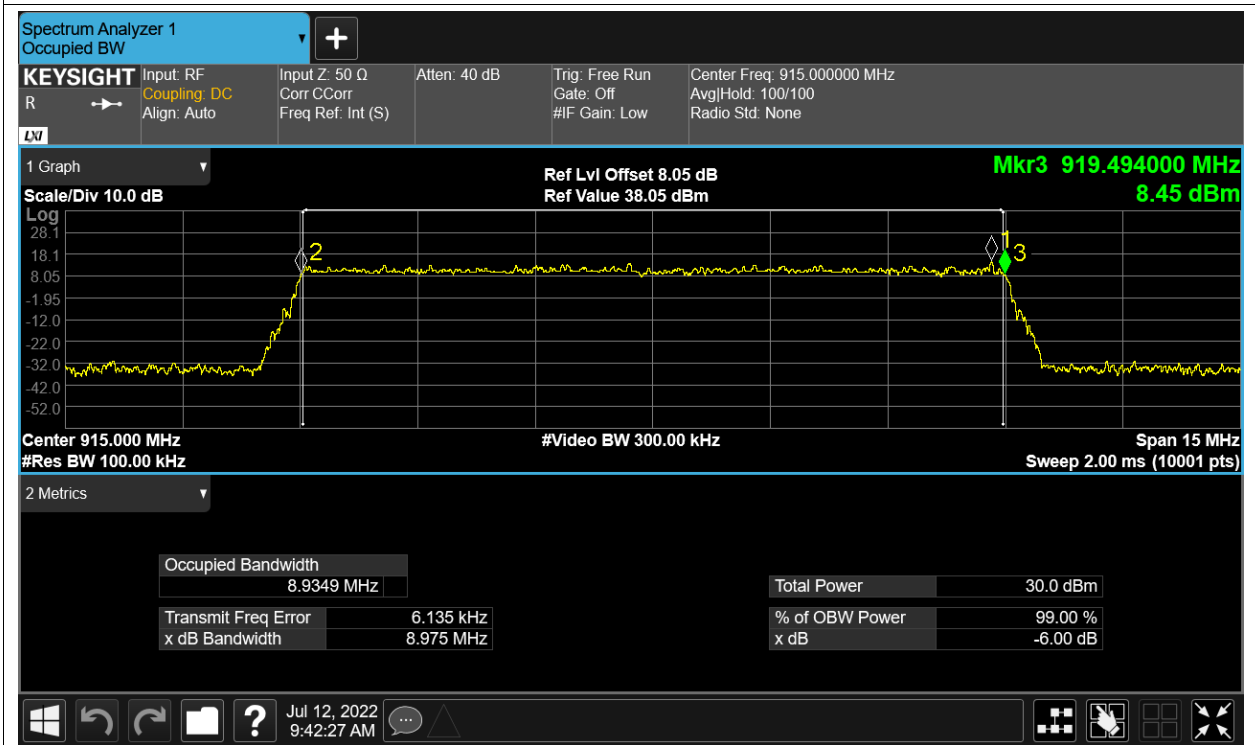 Spectrum Analyzer 1
Occupied BW
KEYSIGHT
R
LXI
Input: RF
Coupling: DC
Align: Auto
Input Z: 50 Ω
Corr CCorr
Freq Ref: Int (S)
Atten: 40 dB
Trig: Free Run
Gate: Off
#IF Gain: Low
Center Freq: 915.000000 MHz
Avg|Hold: 100/100
Radio Std: None
1 Graph
Scale/Div 10.0 dB
Ref Lvl Offset 8.05 dB
Ref Value 38.05 dBm
Mkr3 919.494000 MHz
8.45 dBm
Log
28.1
18.1
8.05
-1.95
-12.0
-22.0
-32.0
-42.0
-52.0
2
1
3
Center 915.000 MHz
#Video BW 300.00 kHz
Span 15 MHz
#Res BW 100.00 kHz
Sweep 2.00 ms (10001 pts)
2 Metrics
Occupied Bandwidth
8.9349 MHz
Total Power 30.0 dBm
Transmit Freq Error 6.135 kHz
% of OBW Power 99.00 %
x dB Bandwidth 8.975 MHz
x dB -6.00 dB
?
Jul 12, 2022
9:42:27 AM